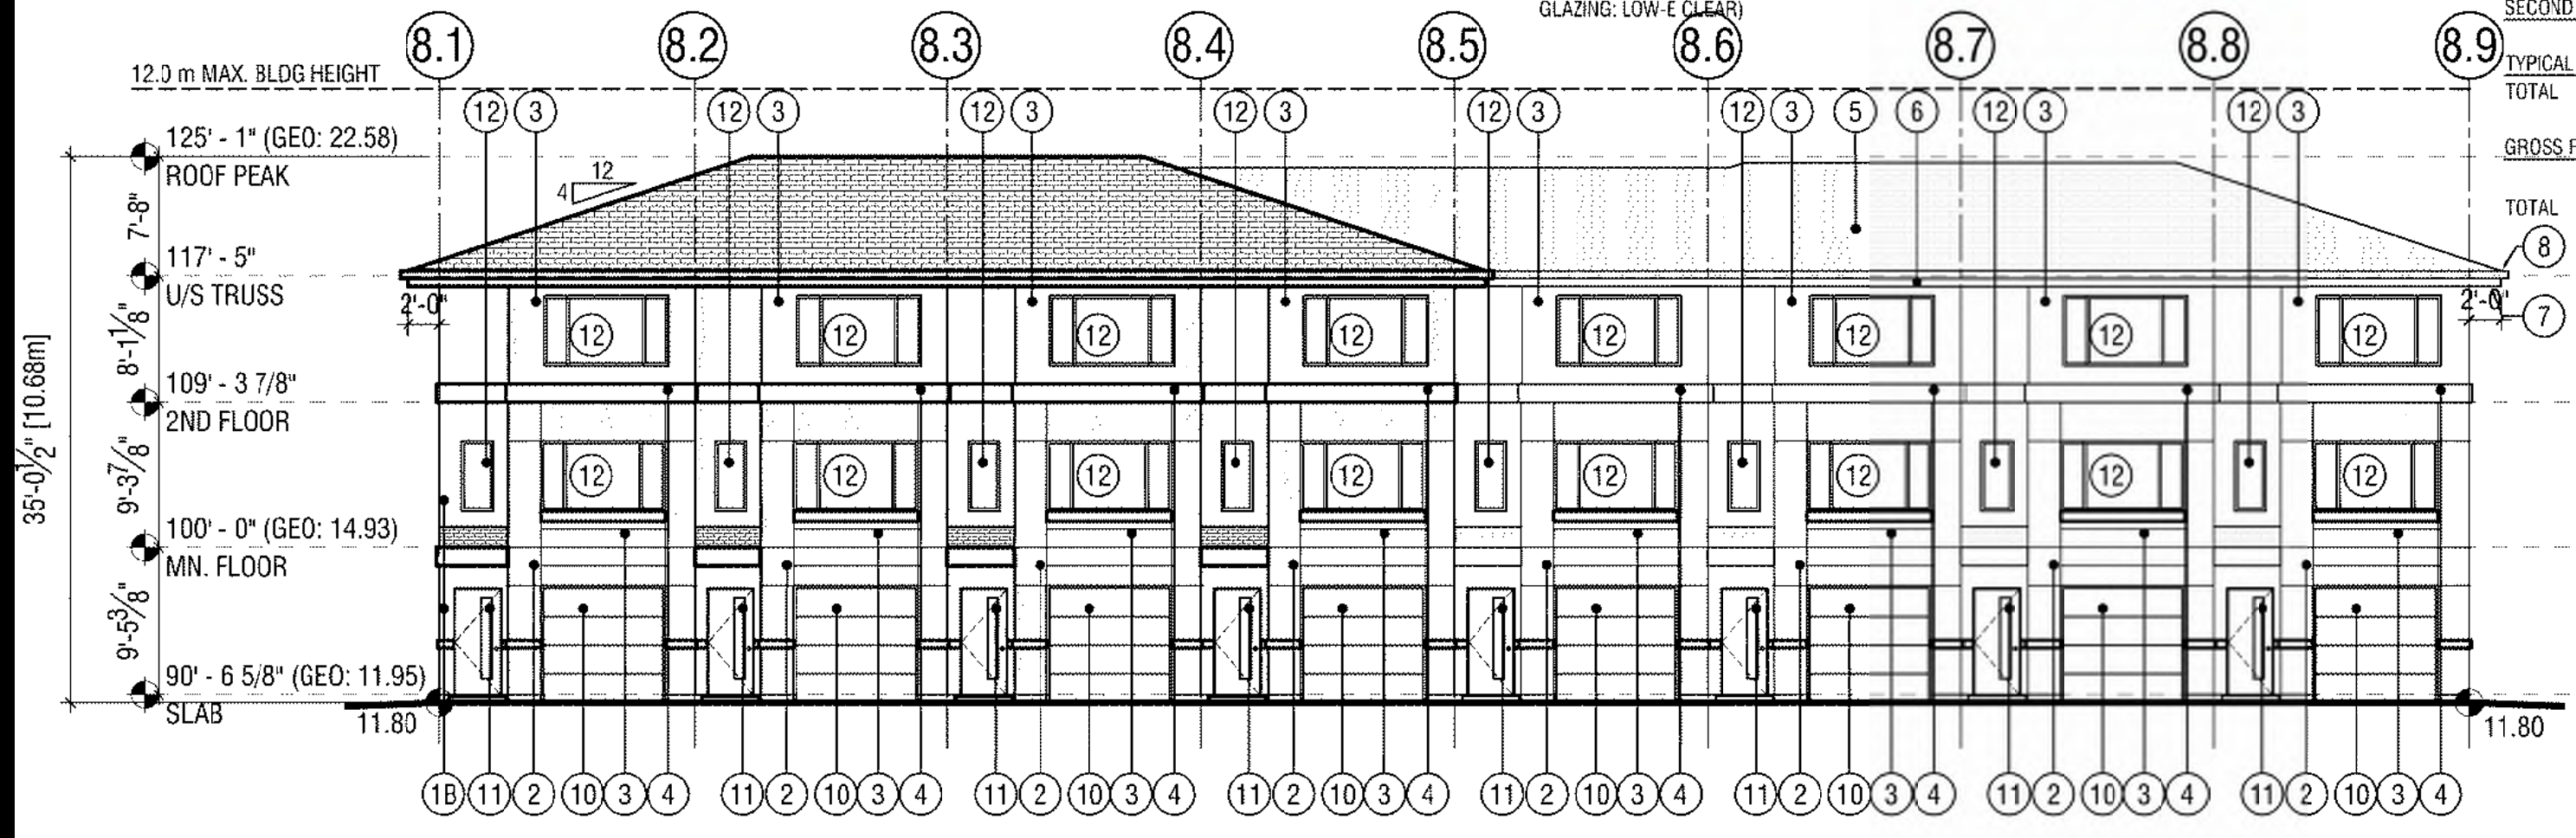 GLAZING: LOW-E CLEAR)
SECOND
8.1 8.2 8.3 8.4 8.5 8.6 8.7 8.8 8.9
12.0 m MAX. BLDG HEIGHT
TYPICAL
TOTAL
12 3 12 3 12 3 12 3 12 3 12 3 5 6 12 3 12 3
125' - 1" (GEO: 22.58)
ROOF PEAK
GROSS F
12
4
7'-8"
TOTAL
8
117' - 5"
U/S TRUSS
2'-0"
2'-0"
7
8'-1 1/8"
12 12 12 12 12 12 12 12
35'-0 1/2" [10.68m]
109' - 3 7/8"
2ND FLOOR
9'-3 7/8"
12 12 12 12 12 12 12 12
100' - 0" (GEO: 14.93)
MN. FLOOR
9'-5 3/8"
90' - 6 5/8" (GEO: 11.95)
SLAB
11.80
11.80
1B 11 2 10 3 4 11 2 10 3 4 11 2 10 3 4 11 2 10 3 4 11 2 10 3 4 11 2 10 3 4 11 2 10 3 4 11 2 10 3 4